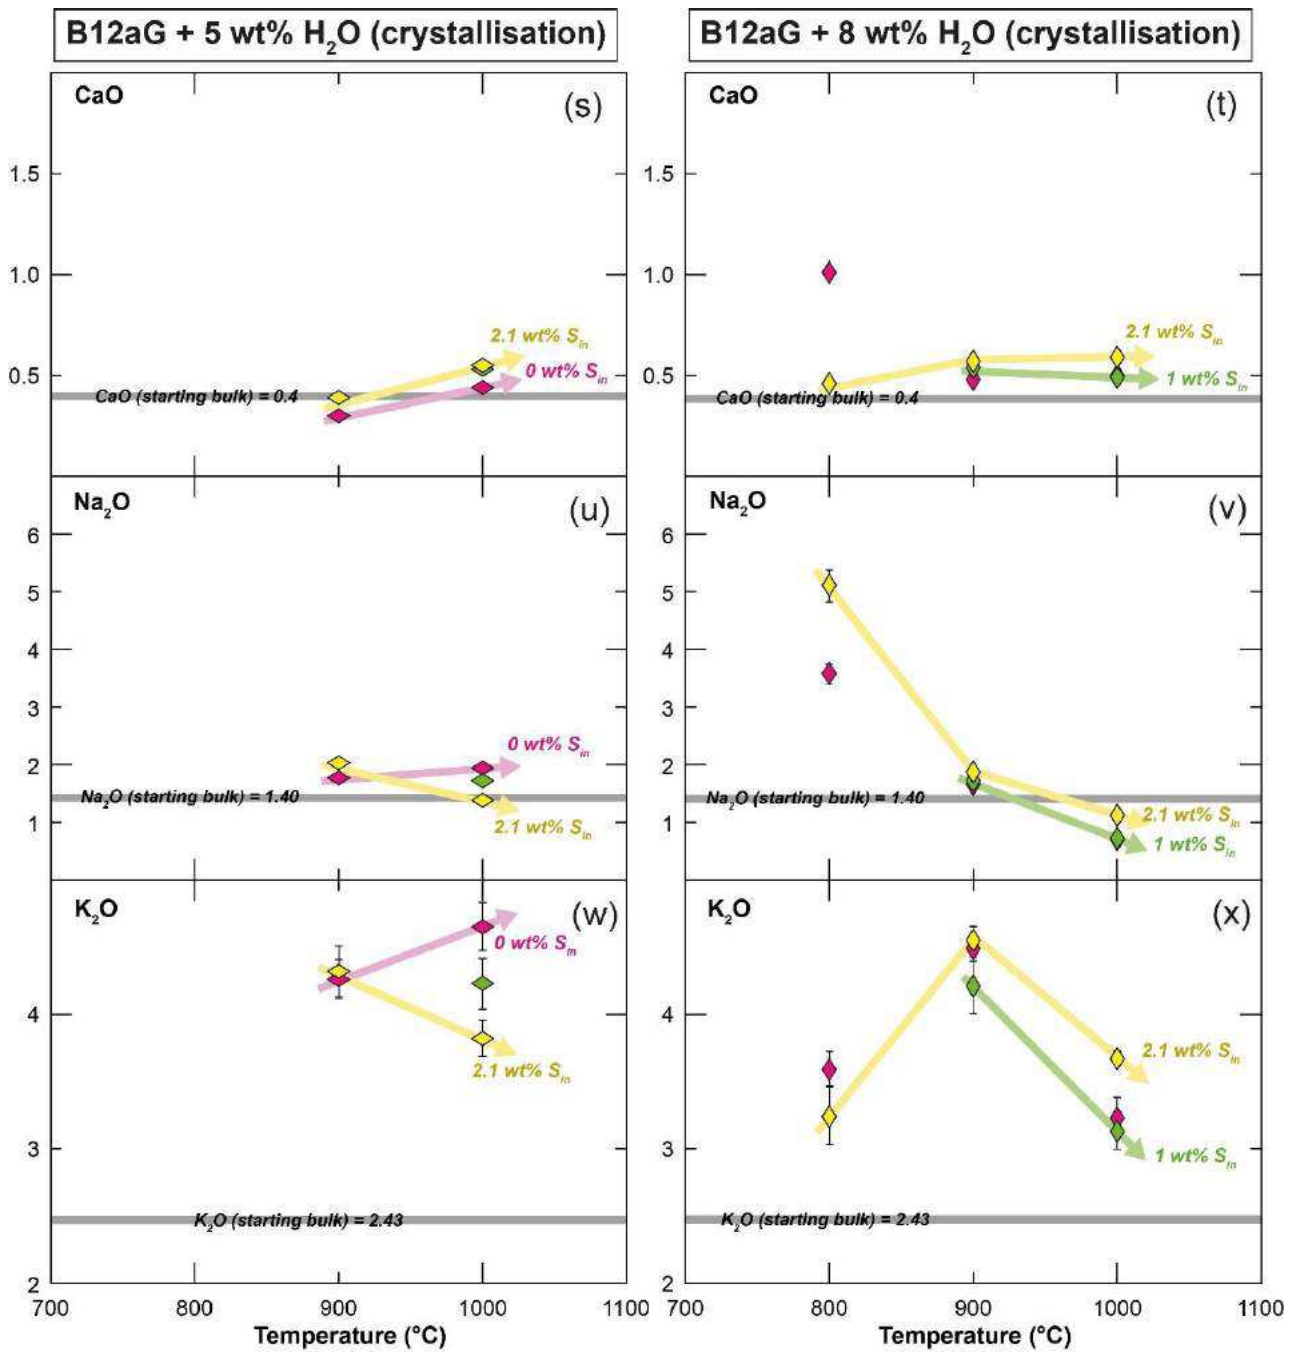 B12aG + 5 wt% H₂O (crystallisation)
B12aG + 8 wt% H₂O (crystallisation)
CaO
(s)
1.5
1.0
0.5
2.1 wt% Sᵢₙ
0 wt% Sᵢₙ
CaO (starting bulk) = 0.4
CaO
(t)
1.5
1.0
0.5
2.1 wt% Sᵢₙ
1 wt% Sᵢₙ
CaO (starting bulk) = 0.4
Na₂O
(u)
6
5
4
3
2
1
0 wt% Sᵢₙ
Na₂O (starting bulk) = 1.40
2.1 wt% Sᵢₙ
Na₂O
(v)
6
5
4
3
2
1
Na₂O (starting bulk) = 1.40
2.1 wt% Sᵢₙ
1 wt% Sᵢₙ
K₂O
(w)
4
3
2
0 wt% Sᵢₙ
2.1 wt% Sᵢₙ
K₂O (starting bulk) = 2.43
K₂O
(x)
4
3
2
2.1 wt% Sᵢₙ
1 wt% Sᵢₙ
K₂O (starting bulk) = 2.43
700 800 900 1000 1100
700 800 900 1000 1100
Temperature (°C)
Temperature (°C)